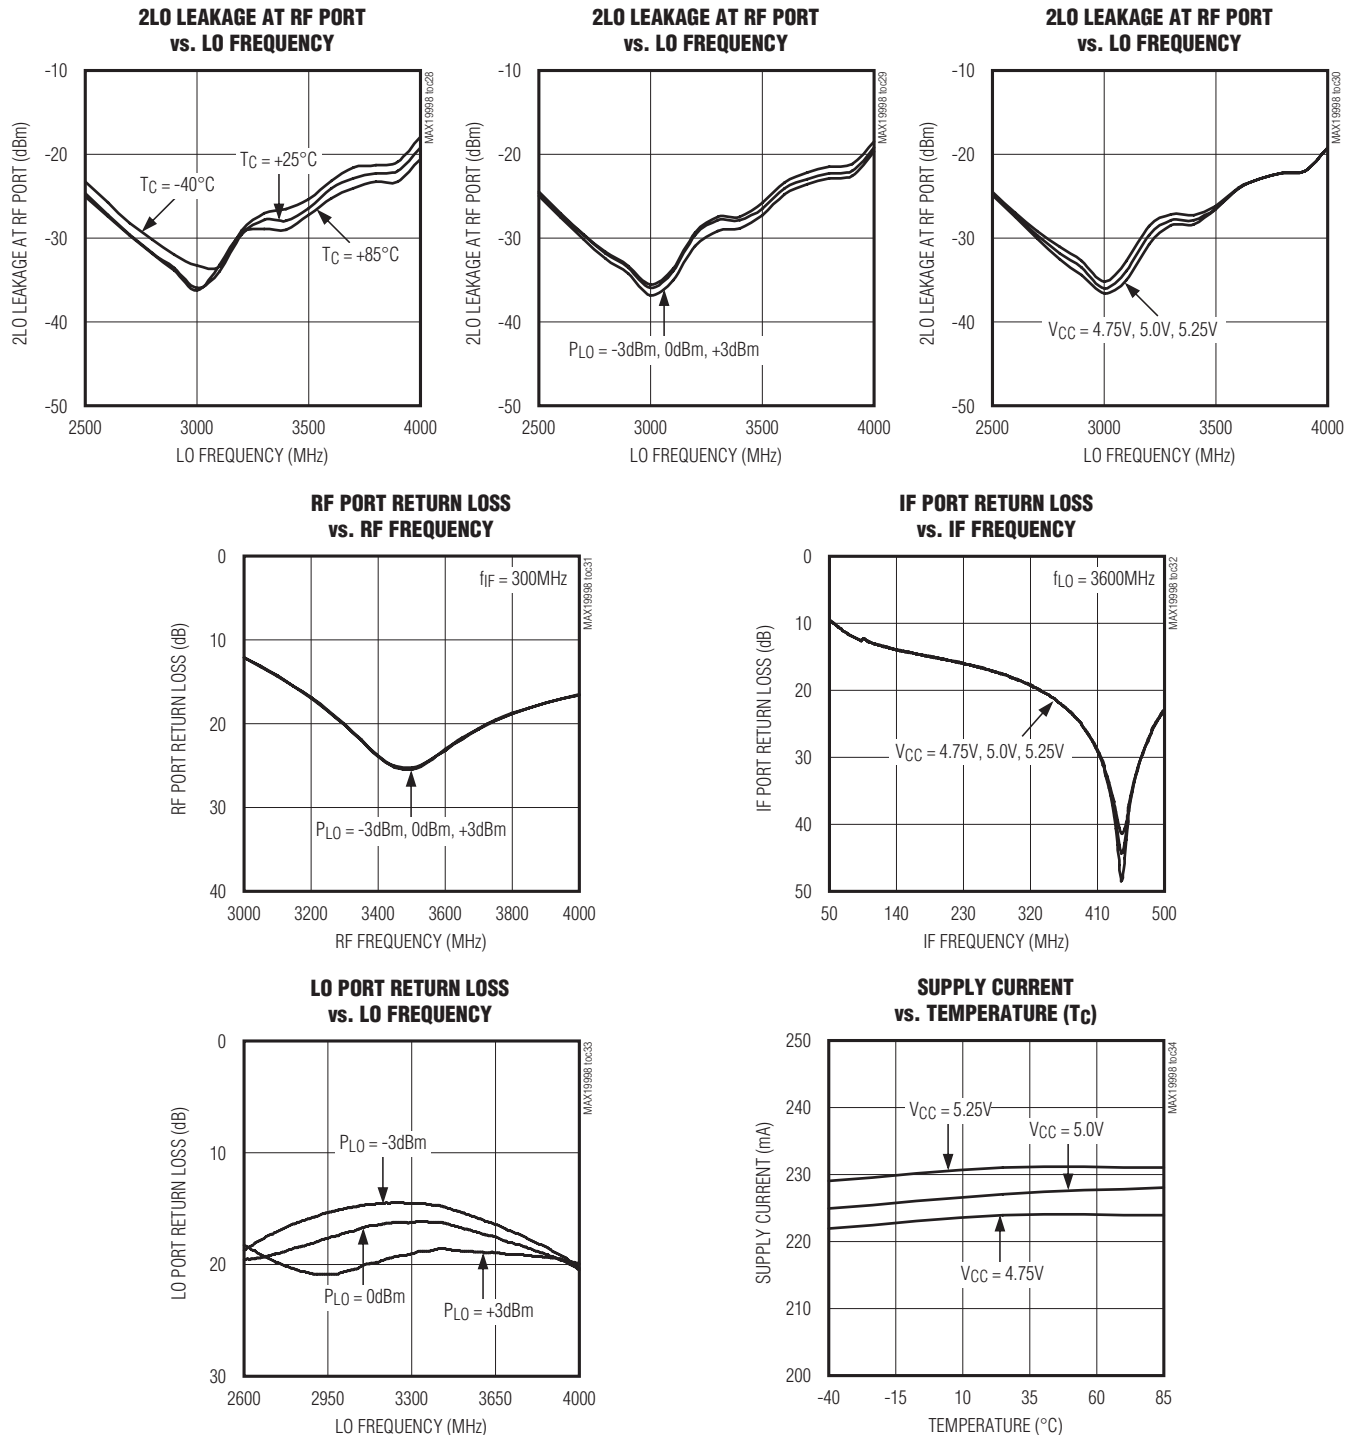 2LO LEAKAGE AT RF PORT
vs. LO FREQUENCY
-10
-20
-30
-40
-50
2LO LEAKAGE AT RF PORT (dBm)
TC = -40°C
TC = +25°C
TC = +85°C
MAX19998 toc28
2500
3000
3500
4000
LO FREQUENCY (MHz)
2LO LEAKAGE AT RF PORT
vs. LO FREQUENCY
-10
-20
-30
-40
-50
2LO LEAKAGE AT RF PORT (dBm)
PLO = -3dBm, 0dBm, +3dBm
MAX19998 toc29
2500
3000
3500
4000
LO FREQUENCY (MHz)
2LO LEAKAGE AT RF PORT
vs. LO FREQUENCY
-10
-20
-30
-40
-50
2LO LEAKAGE AT RF PORT (dBm)
VCC = 4.75V, 5.0V, 5.25V
MAX19998 toc30
2500
3000
3500
4000
LO FREQUENCY (MHz)
RF PORT RETURN LOSS
vs. RF FREQUENCY
0
10
20
30
40
RF PORT RETURN LOSS (dB)
fIF = 300MHz
PLO = -3dBm, 0dBm, +3dBm
MAX19998 toc31
3000
3200
3400
3600
3800
4000
RF FREQUENCY (MHz)
IF PORT RETURN LOSS
vs. IF FREQUENCY
0
10
20
30
40
50
IF PORT RETURN LOSS (dB)
fLO = 3600MHz
VCC = 4.75V, 5.0V, 5.25V
MAX19998 toc32
50
140
230
320
410
500
IF FREQUENCY (MHz)
LO PORT RETURN LOSS
vs. LO FREQUENCY
0
10
20
30
LO PORT RETURN LOSS (dB)
PLO = -3dBm
PLO = 0dBm
PLO = +3dBm
MAX19998 toc33
2600
2950
3300
3650
4000
LO FREQUENCY (MHz)
SUPPLY CURRENT
vs. TEMPERATURE (TC)
250
240
230
220
210
200
SUPPLY CURRENT (mA)
VCC = 5.25V
VCC = 5.0V
VCC = 4.75V
MAX19998 toc34
-40
-15
10
35
60
85
TEMPERATURE (°C)